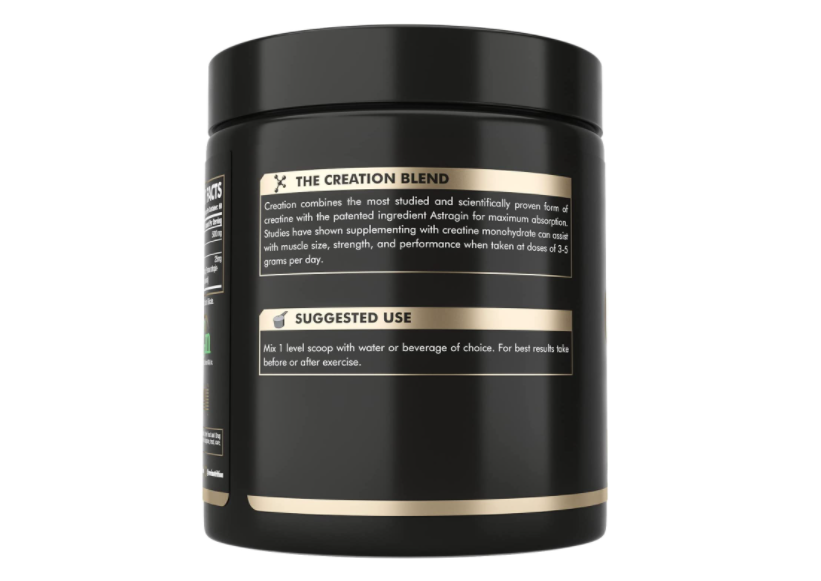 FACTS
THE CREATION BLEND
Creation combines the most studied and scientifically proven form of
creatine with the patented ingredient Astragin for maximum absorption.
Studies have shown supplementing with creatine monohydrate can assist
with muscle size, strength, and performance when taken at doses of 3-5
grams per day.
SUGGESTED USE
Mix 1 level scoop with water or beverage of choice. For best results take
before or after exercise.